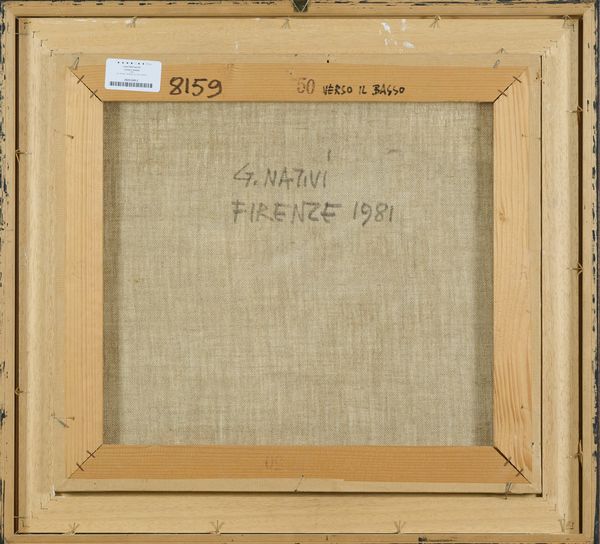 8159
50 VERSO IL BASSO
G. NATIVI
FIRENZE 1981